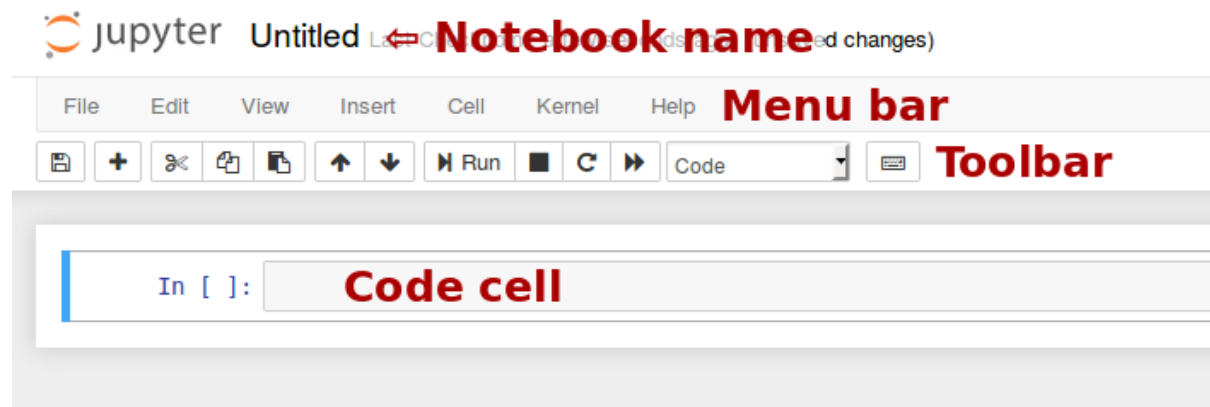 jupyter Untitled ⇦ Notebook name d changes)
File Edit View Insert Cell Kernel Help Menu bar
Run Code Toolbar
In [ ]: Code cell